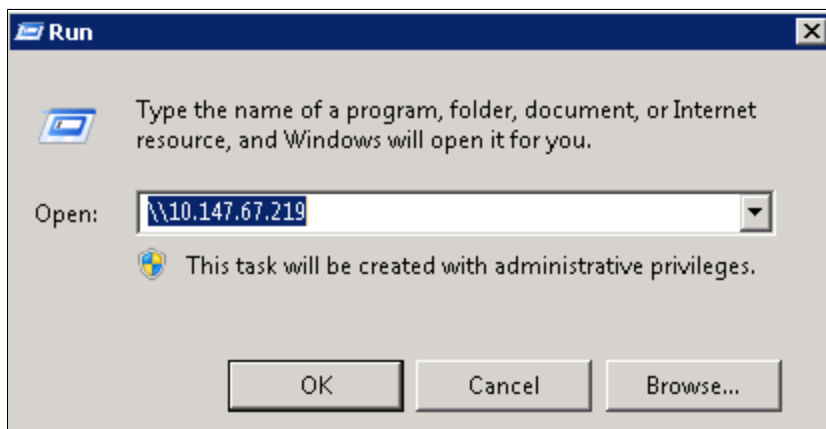 Run
Type the name of a program, folder, document, or Internet
resource, and Windows will open it for you.
Open: \\10.147.67.219
This task will be created with administrative privileges.
OK Cancel Browse...